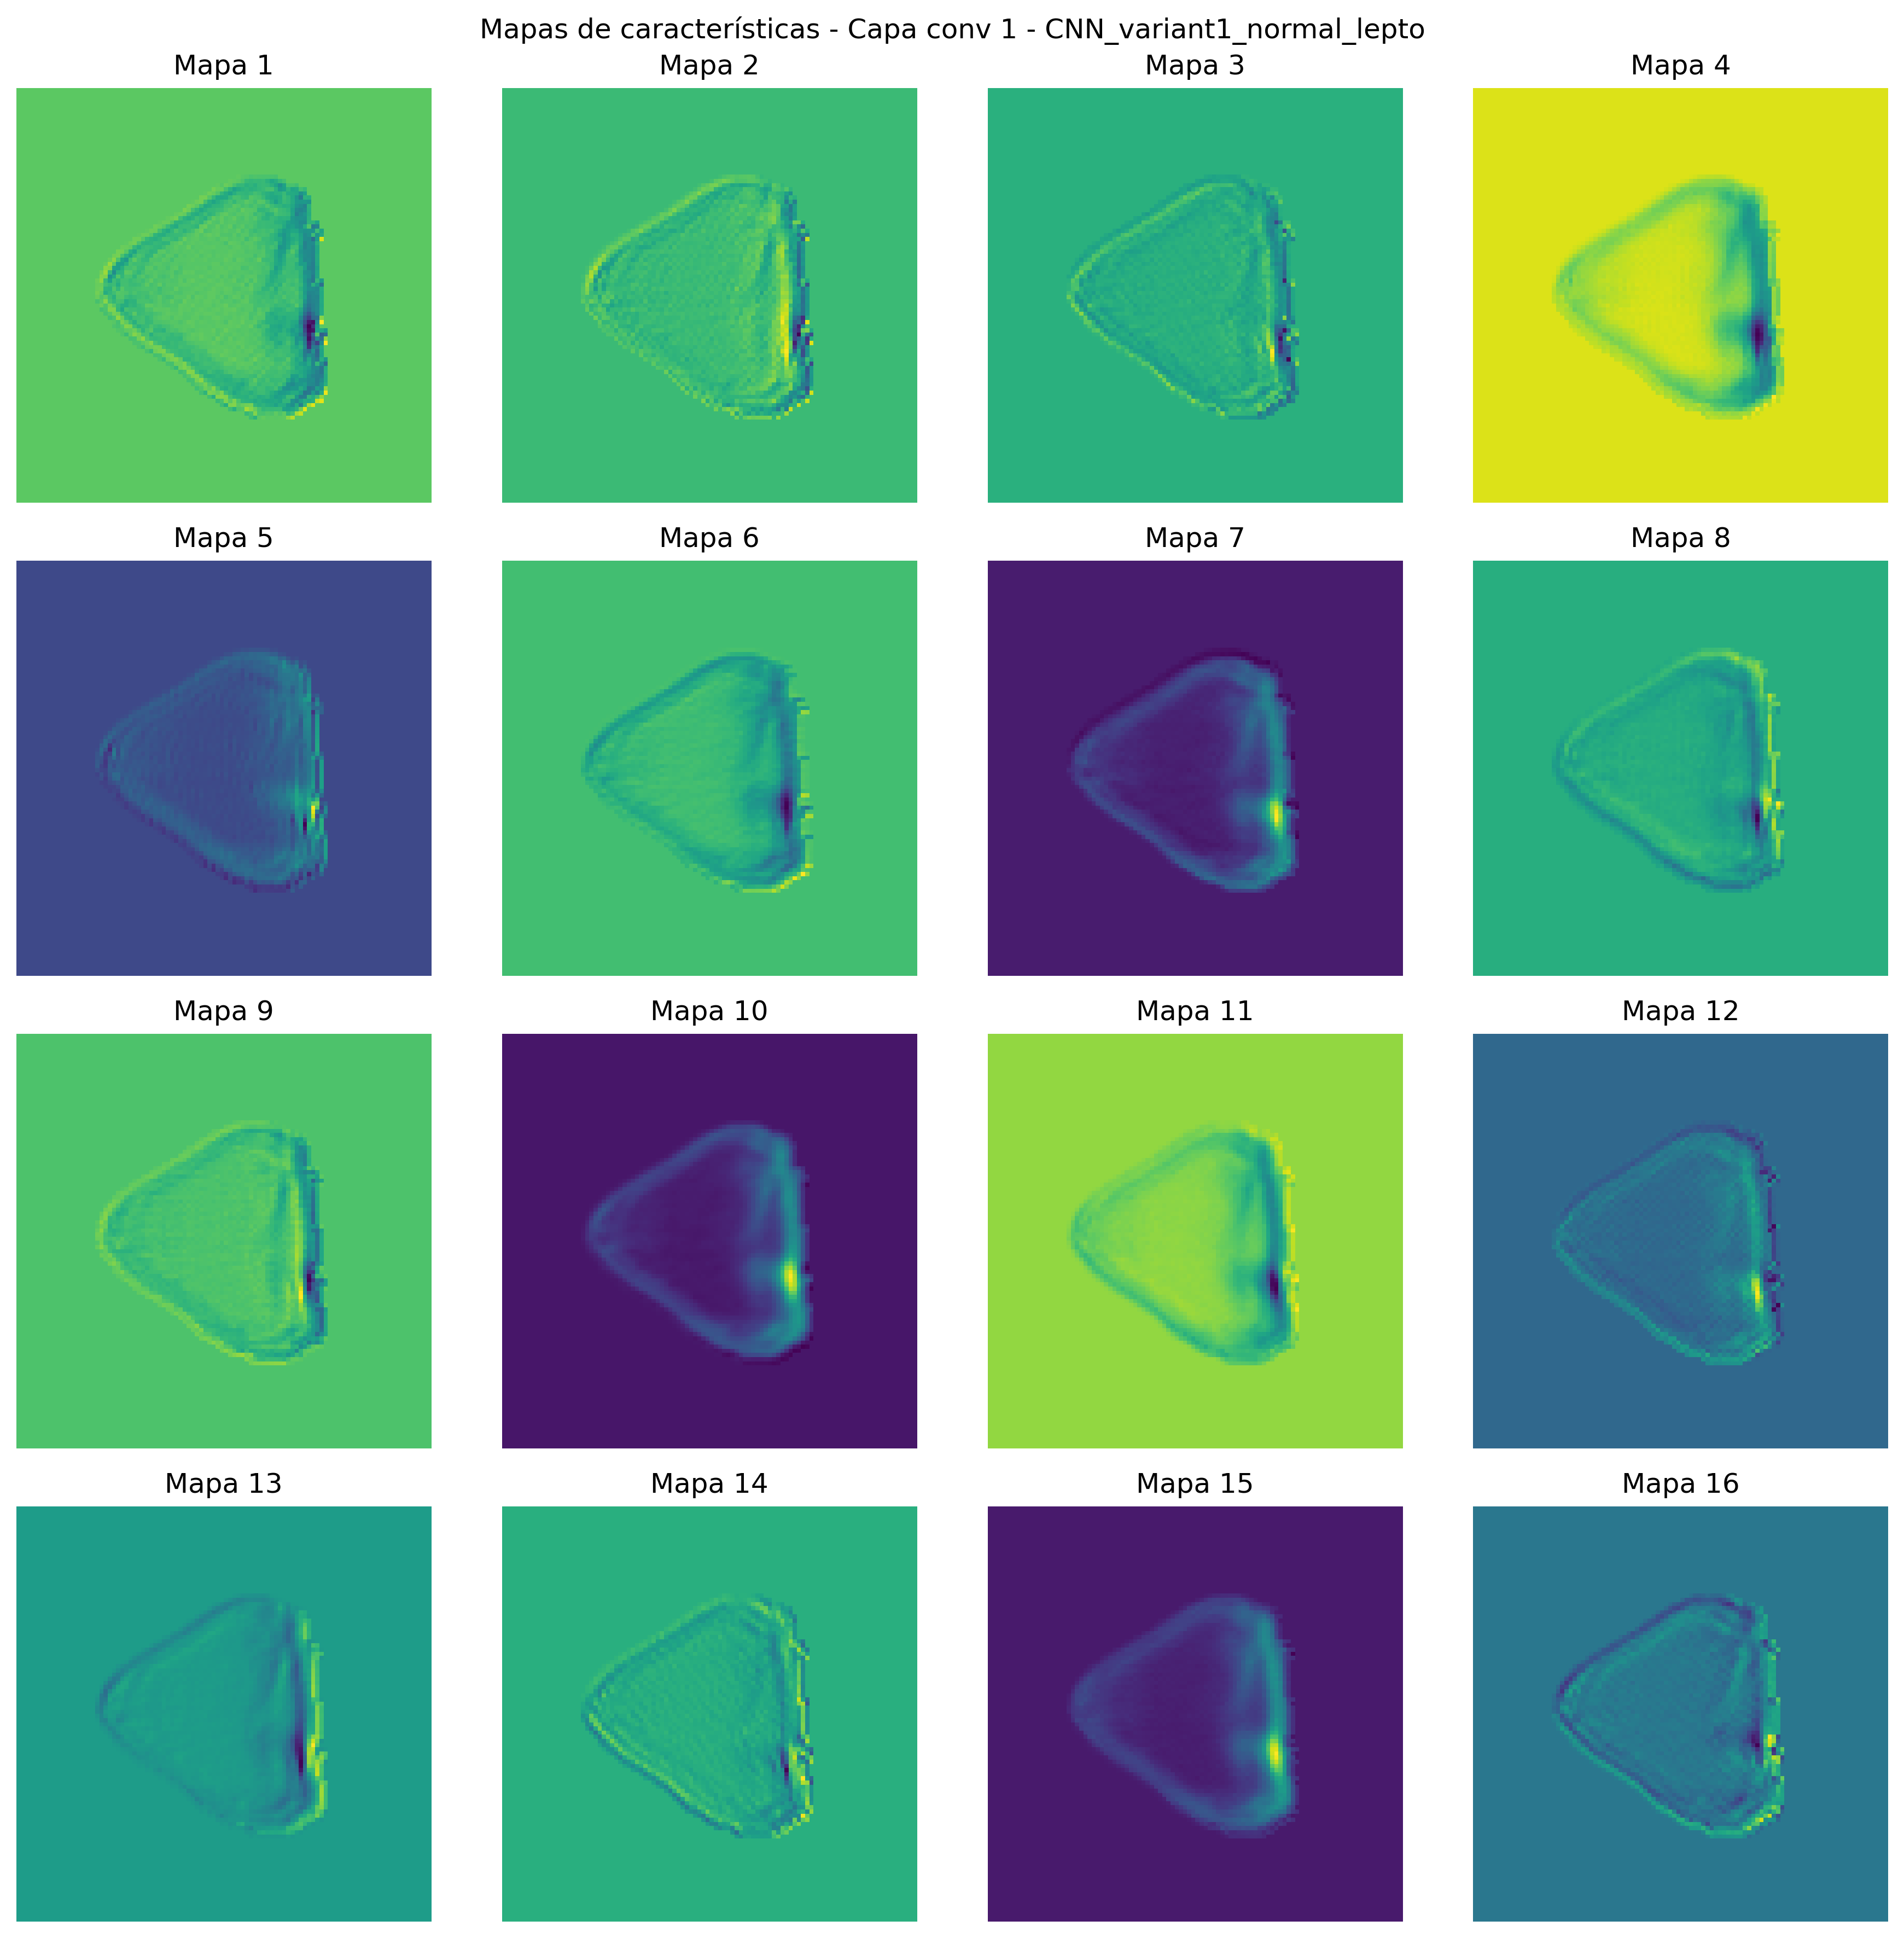 Mapas de características - Capa conv 1 - CNN_variant1_normal_lepto
Mapa 1
Mapa 2
Mapa 3
Mapa 4
Mapa 5
Mapa 6
Mapa 7
Mapa 8
Mapa 9
Mapa 10
Mapa 11
Mapa 12
Mapa 13
Mapa 14
Mapa 15
Mapa 16